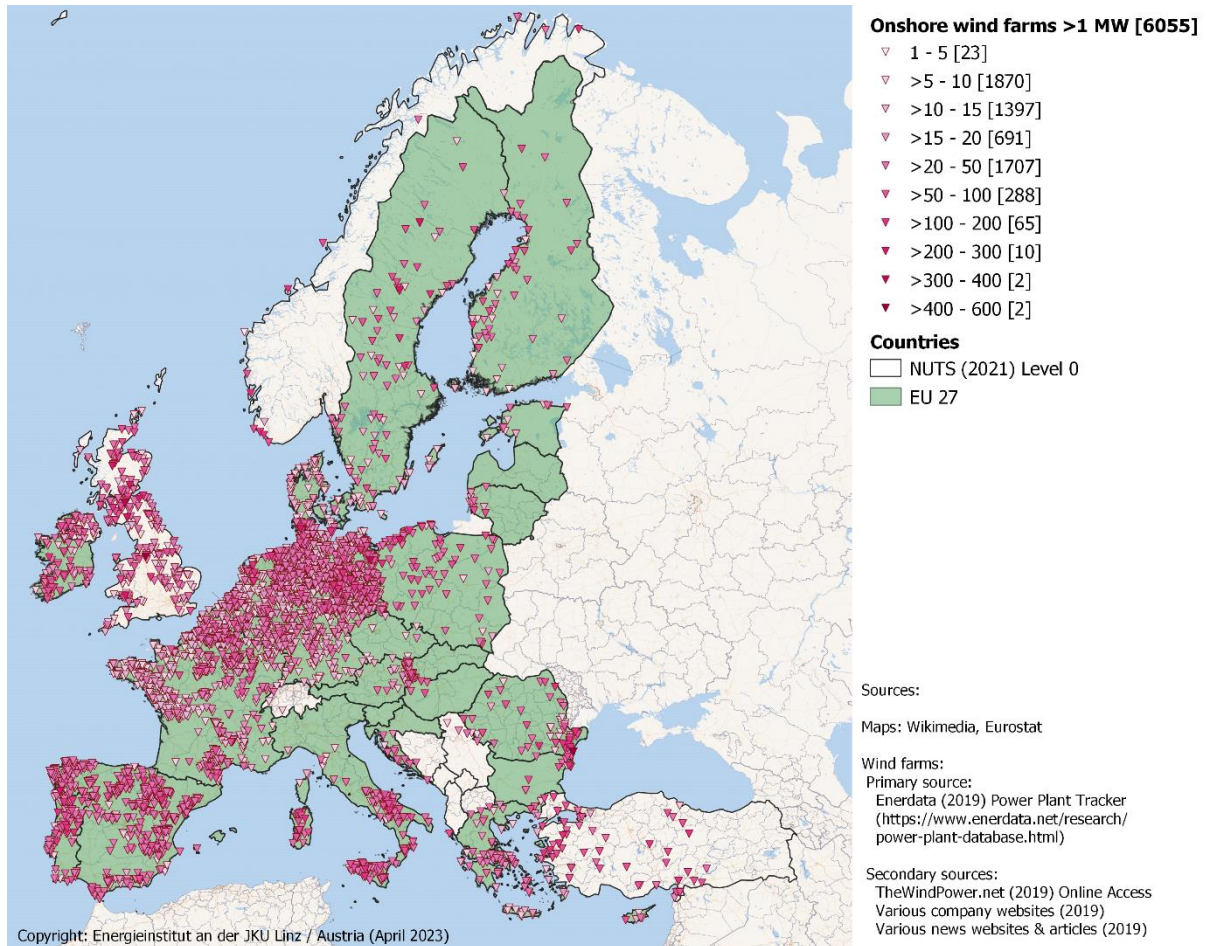 Onshore wind farms >1 MW [6055]
1 - 5 [23]
>5 - 10 [1870]
>10 - 15 [1397]
>15 - 20 [691]
>20 - 50 [1707]
>50 - 100 [288]
>100 - 200 [65]
>200 - 300 [10]
>300 - 400 [2]
>400 - 600 [2]
Countries
NUTS (2021) Level 0
EU 27
Sources:
Maps: Wikimedia, Eurostat
Wind farms:
Primary source:
Enerdata (2019) Power Plant Tracker
(https://www.enerdata.net/research/
power-plant-database.html)
Secondary sources:
TheWindPower.net (2019) Online Access
Various company websites (2019)
Various news websites & articles (2019)
Copyright: Energieinstitut an der JKU Linz / Austria (April 2023)